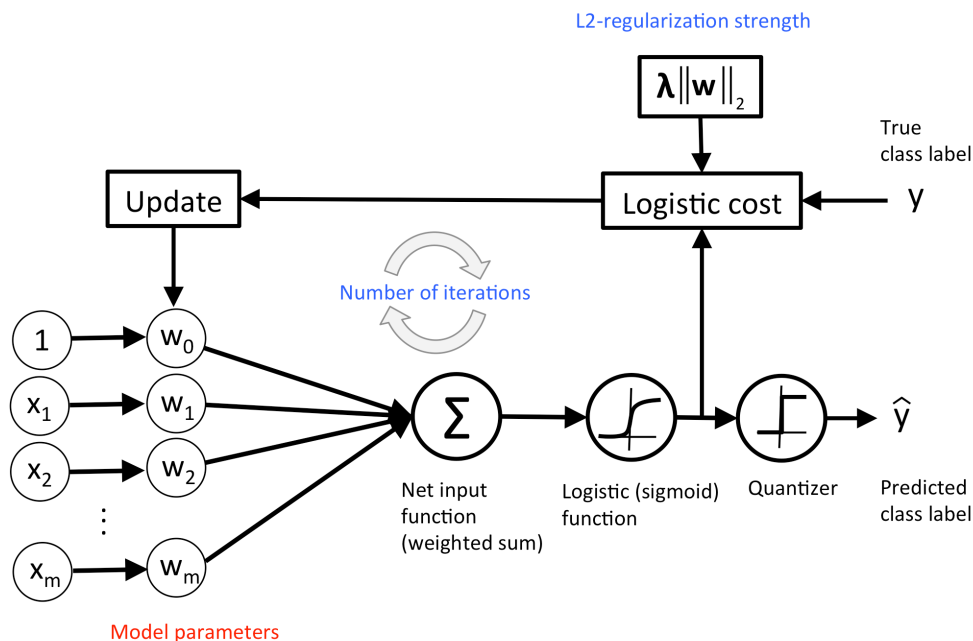 L2-regularization strength
λ||w||₂
True
class label
Update
Logistic cost
y
Number of iterations
1
w₀
x₁
w₁
x₂
w₂
⋮
xₘ
wₘ
Σ
ŷ
Net input
function
(weighted sum)
Logistic (sigmoid)
function
Quantizer
Predicted
class label
Model parameters